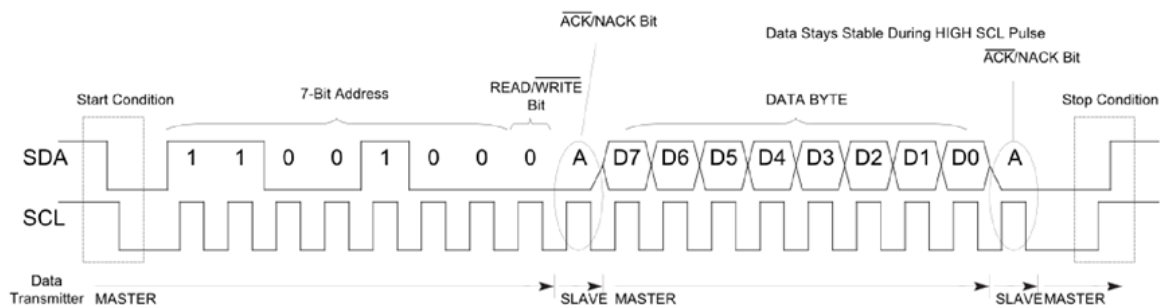 ACK/NACK Bit
Data Stays Stable During HIGH SCL Pulse
ACK/NACK Bit
Start Condition
7-Bit Address
READ/WRITE
Bit
DATA BYTE
Stop Condition
SDA 1 1 0 0 1 0 0 0 A D7 D6 D5 D4 D3 D2 D1 D0 A
SCL
Data
Transmitter MASTER SLAVE MASTER SLAVE MASTER